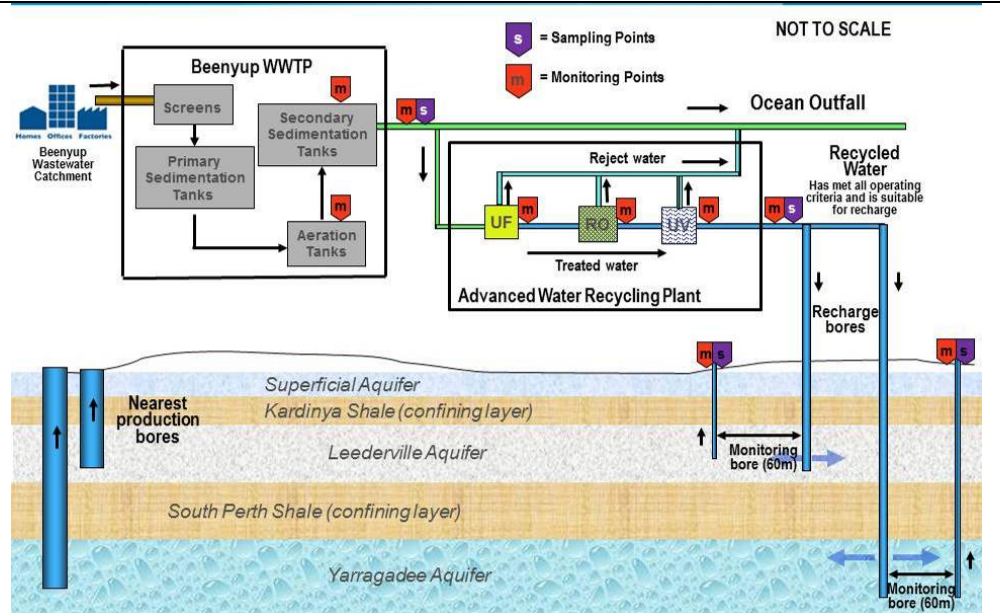 NOT TO SCALE
s = Sampling Points
m = Monitoring Points
Beenyup WWTP
m
Screens
Secondary
Sedimentation
Tanks
Primary
Sedimentation
Tanks
m
Aeration
Tanks
Homes Offices Factories
Beenyup
Wastewater
Catchment
m s
Ocean Outfall
Reject water
Recycled
Water
Has met all operating
criteria and is suitable
for recharge
UF
m
RO
m
UV
m
m s
Treated water
Advanced Water Recycling Plant
Recharge
bores
m s
m s
Superficial Aquifer
Kardinya Shale (confining layer)
Nearest
production
bores
Leederville Aquifer
Monitoring
bore (60m)
South Perth Shale (confining layer)
Yarragadee Aquifer
Monitoring
bore (60m)